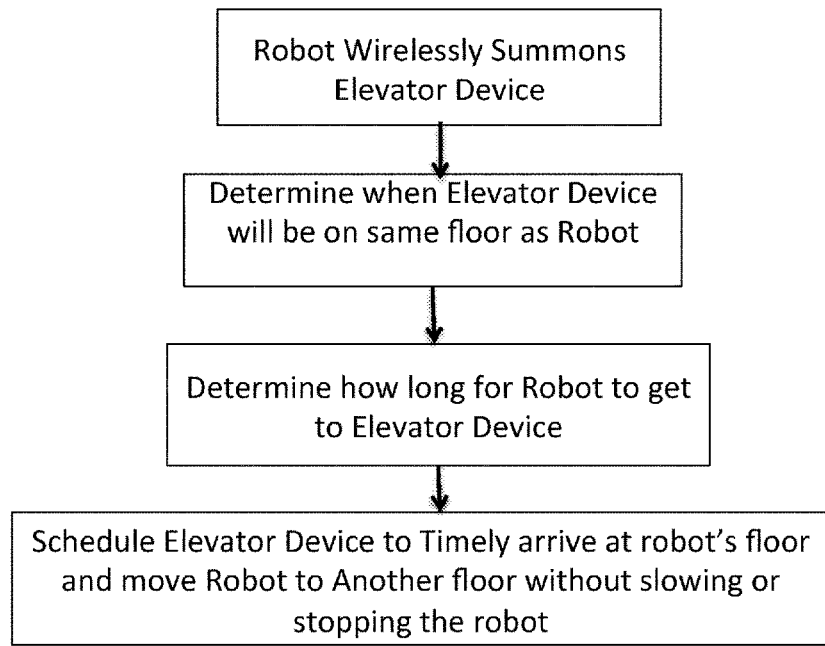 Robot Wirelessly Summons
Elevator Device
Determine when Elevator Device
will be on same floor as Robot
Determine how long for Robot to get
to Elevator Device
Schedule Elevator Device to Timely arrive at robot's floor
and move Robot to Another floor without slowing or
stopping the robot